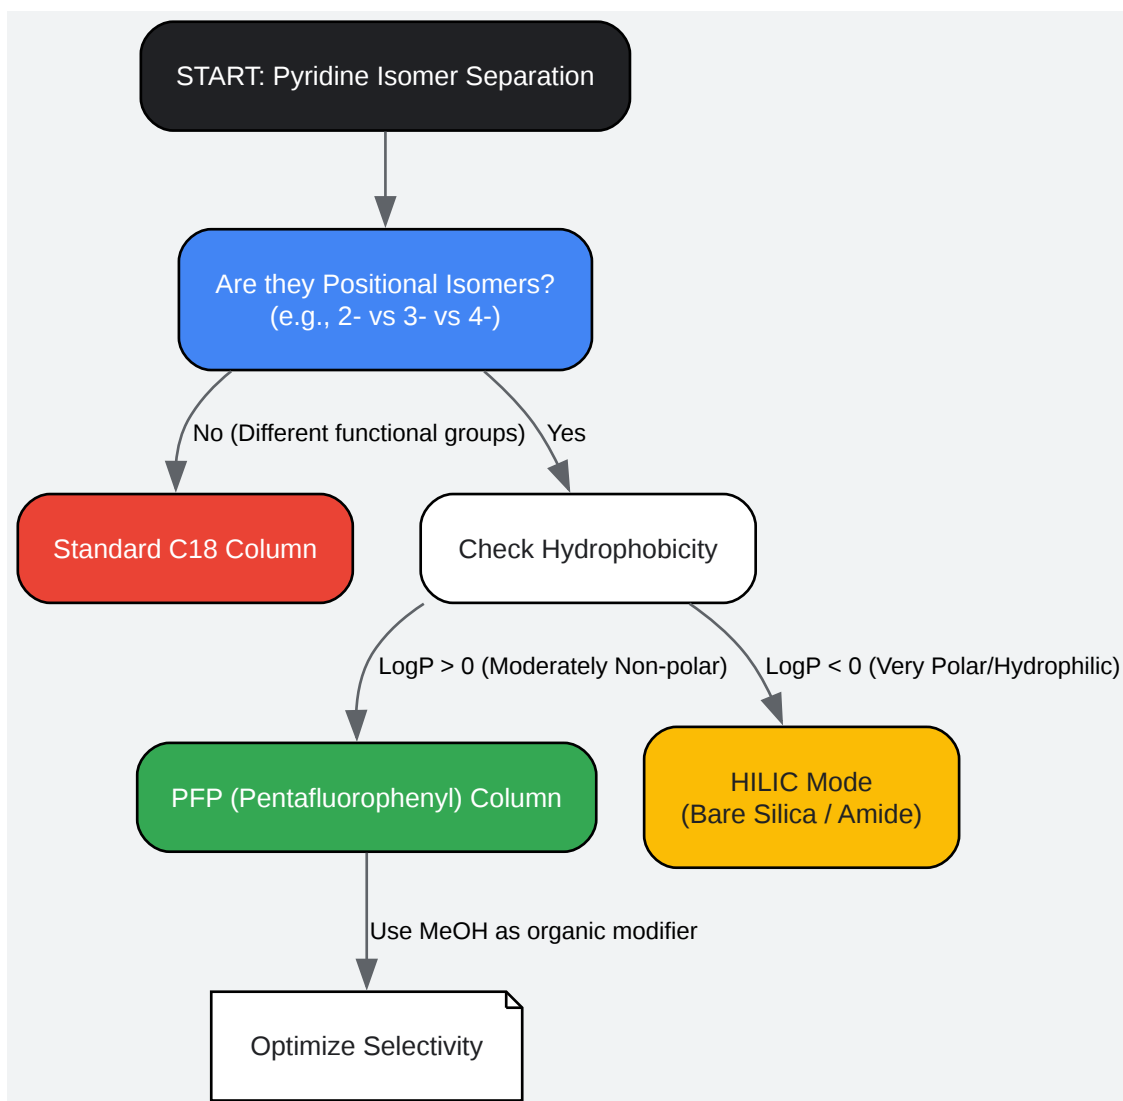 START: Pyridine Isomer Separation
Are they Positional Isomers?
(e.g., 2- vs 3- vs 4-)
No (Different functional groups)
Yes
Standard C18 Column
Check Hydrophobicity
LogP > 0 (Moderately Non-polar)
LogP < 0 (Very Polar/Hydrophilic)
PFP (Pentafluorophenyl) Column
HILIC Mode
(Bare Silica / Amide)
Use MeOH as organic modifier
Optimize Selectivity